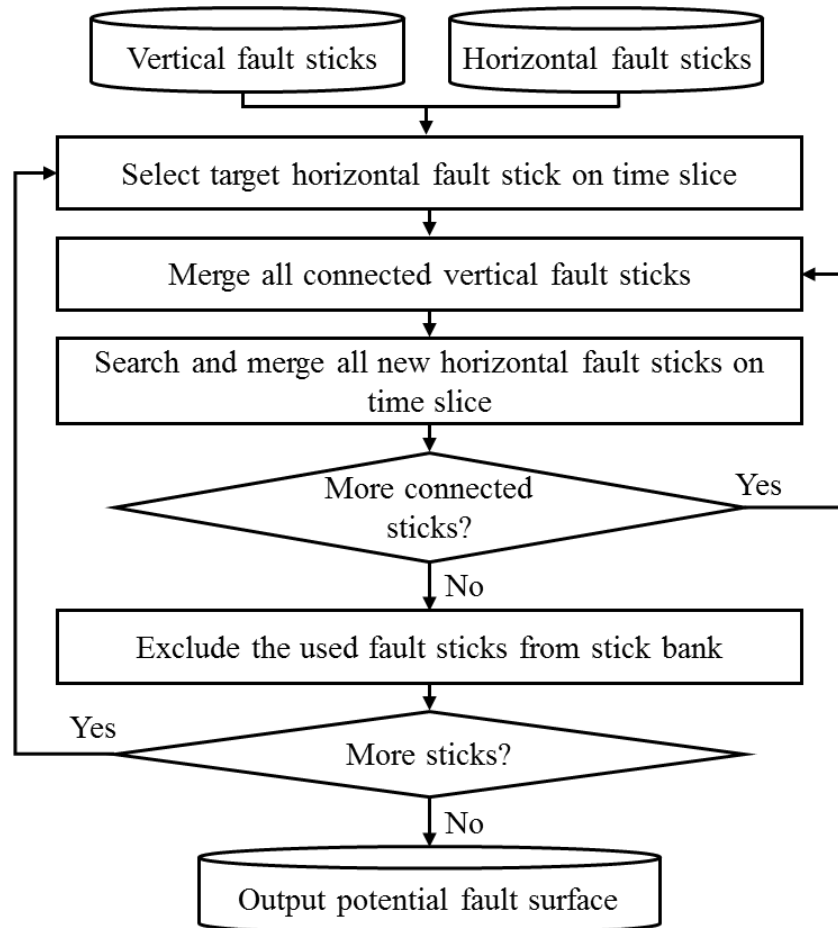 Vertical fault sticks
Horizontal fault sticks
Select target horizontal fault stick on time slice
Merge all connected vertical fault sticks
Search and merge all new horizontal fault sticks on
time slice
More connected
sticks?
Yes
No
Exclude the used fault sticks from stick bank
Yes
More sticks?
No
Output potential fault surface